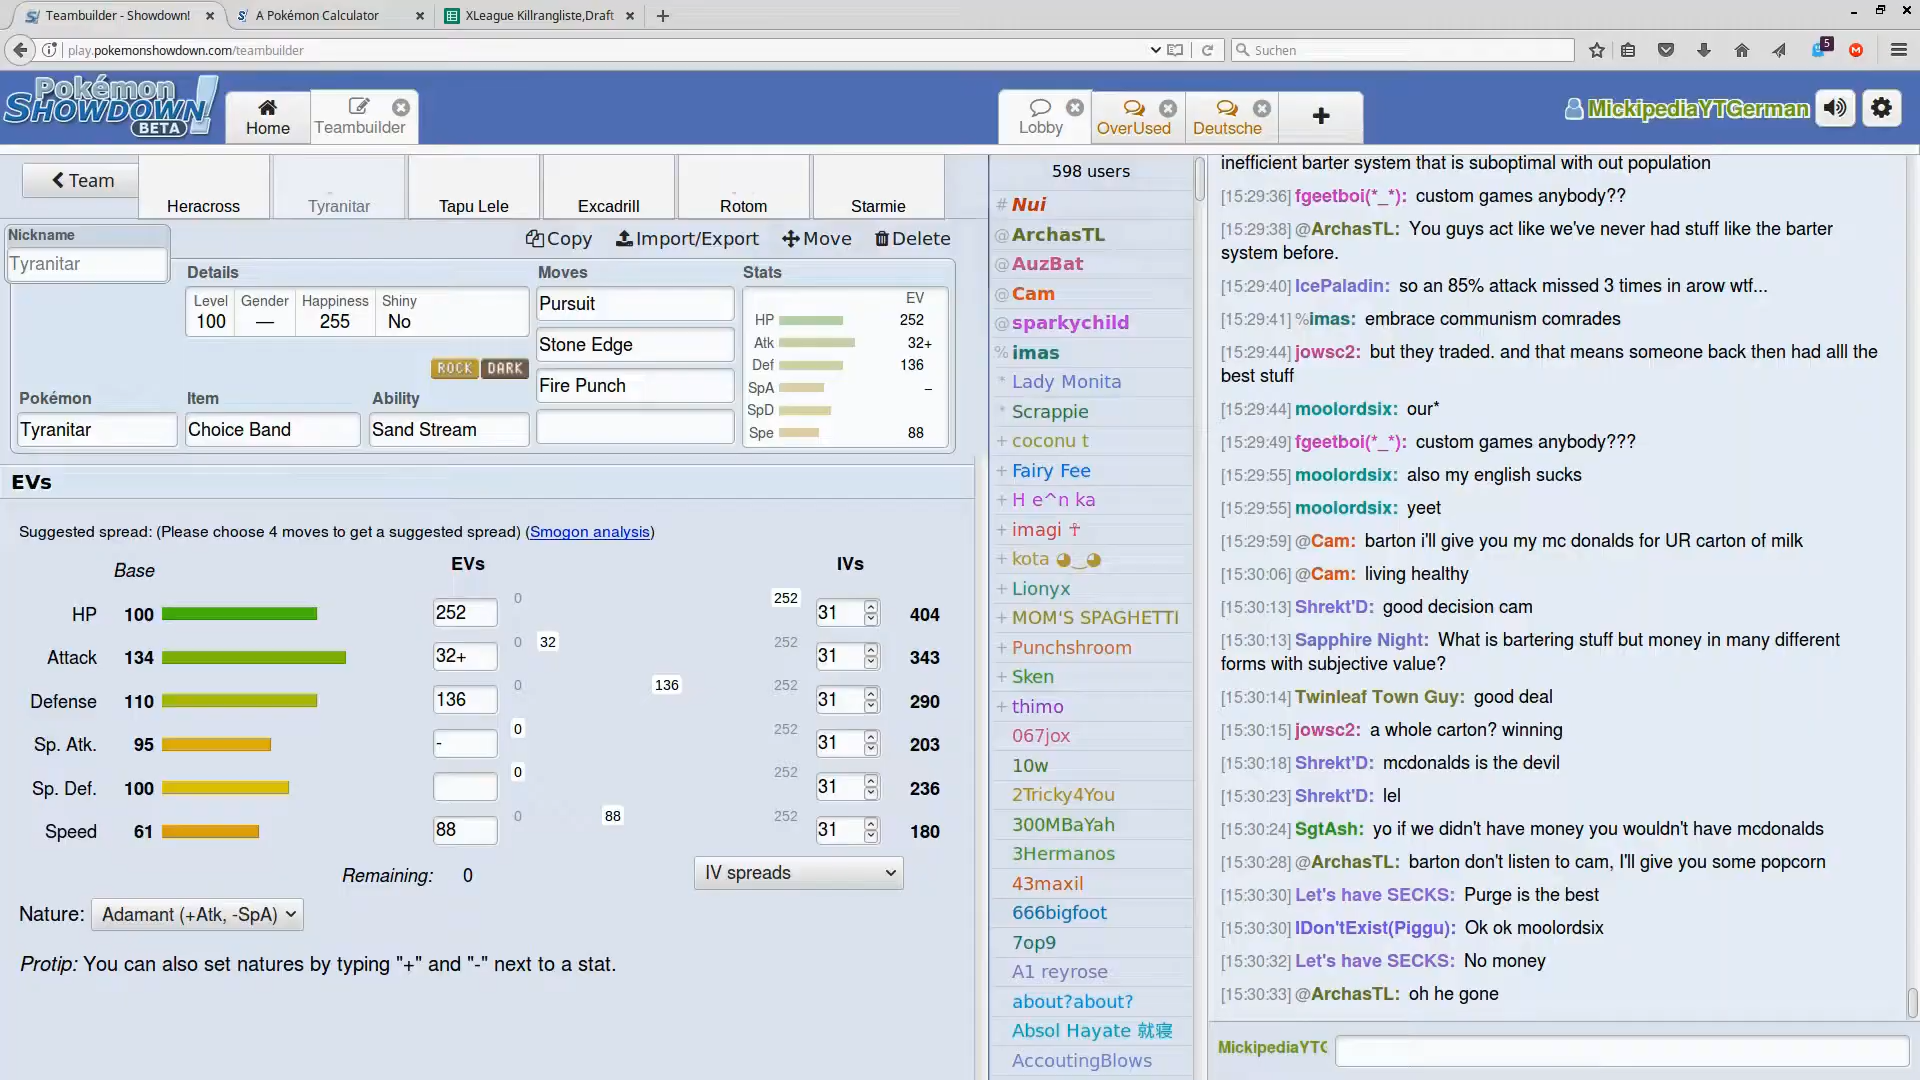 Teambuilder - Showdown!
A Pokémon Calculator
XLeague Killrangliste,Draft
play.pokemonshowdown.com/teambuilder
Suchen
5
Pokémon
SHOWDOWN!
BETA
Home
Teambuilder
Lobby
OverUsed
Deutsche
MickipediaYTGerman
Team
Heracross
Tyranitar
Tapu Lele
Excadrill
Rotom
Starmie
Nickname
Tyranitar
Copy
Import/Export
Move
Delete
Details
Level
100
Gender
—
Happiness
255
Shiny
No
ROCK DARK
Pokémon
Tyranitar
Item
Choice Band
Ability
Sand Stream
Moves
Pursuit
Stone Edge
Fire Punch
Stats
EV
HP 252
Atk 32+
Def 136
SpA –
SpD
Spe 88
EVs
Suggested spread: (Please choose 4 moves to get a suggested spread) (Smogon analysis)
Base EVs IVs
HP 100 252 0 252 31 404
Attack 134 32+ 0 32 252 31 343
Defense 110 136 0 136 252 31 290
Sp. Atk. 95 - 0 252 31 203
Sp. Def. 100 0 252 31 236
Speed 61 88 0 88 252 31 180
Remaining: 0
IV spreads
Nature: Adamant (+Atk, -SpA)
Protip: You can also set natures by typing "+" and "-" next to a stat.
598 users
# Nui
@ ArchasTL
@ AuzBat
@ Cam
@ sparkychild
% imas
* Lady Monita
* Scrappie
+ coconu t
+ Fairy Fee
+ H e^n ka
+ imagi ☥
+ kota ◕‿◕
+ Lionyx
+ MOM'S SPAGHETTI
+ Punchshroom
+ Sken
+ thimo
067jox
10w
2Tricky4You
300MBaYah
3Hermanos
43maxil
666bigfoot
7op9
A1 reyrose
about?about?
Absol Hayate 就寝
AccoutingBlows
inefficient barter system that is suboptimal with out population
[15:29:36] fgeetboi(*_*): custom games anybody??
[15:29:38] @ArchasTL: You guys act like we've never had stuff like the barter
system before.
[15:29:40] IcePaladin: so an 85% attack missed 3 times in arow wtf...
[15:29:41] %imas: embrace communism comrades
[15:29:44] jowsc2: but they traded. and that means someone back then had alll the
best stuff
[15:29:44] moolordsix: our*
[15:29:49] fgeetboi(*_*): custom games anybody???
[15:29:55] moolordsix: also my english sucks
[15:29:55] moolordsix: yeet
[15:29:59] @Cam: barton i'll give you my mc donalds for UR carton of milk
[15:30:06] @Cam: living healthy
[15:30:13] Shrekt'D: good decision cam
[15:30:13] Sapphire Night: What is bartering stuff but money in many different
forms with subjective value?
[15:30:14] Twinleaf Town Guy: good deal
[15:30:15] jowsc2: a whole carton? winning
[15:30:18] Shrekt'D: mcdonalds is the devil
[15:30:23] Shrekt'D: lel
[15:30:24] SgtAsh: yo if we didn't have money you wouldn't have mcdonalds
[15:30:28] @ArchasTL: barton don't listen to cam, I'll give you some popcorn
[15:30:30] Let's have SECKS: Purge is the best
[15:30:30] IDon'tExist(Piggu): Ok ok moolordsix
[15:30:32] Let's have SECKS: No money
[15:30:33] @ArchasTL: oh he gone
MickipediaYTG